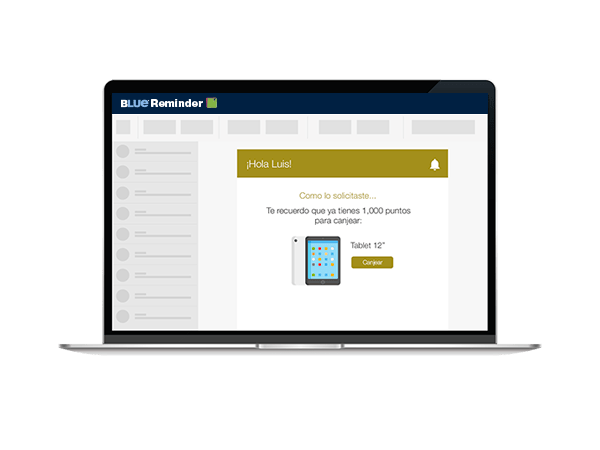 BLUE Reminder
¡Hola Luis!
Como lo solicitaste...
Te recuerdo que ya tienes 1,000 puntos
para canjear:
Tablet 12"
Canjear